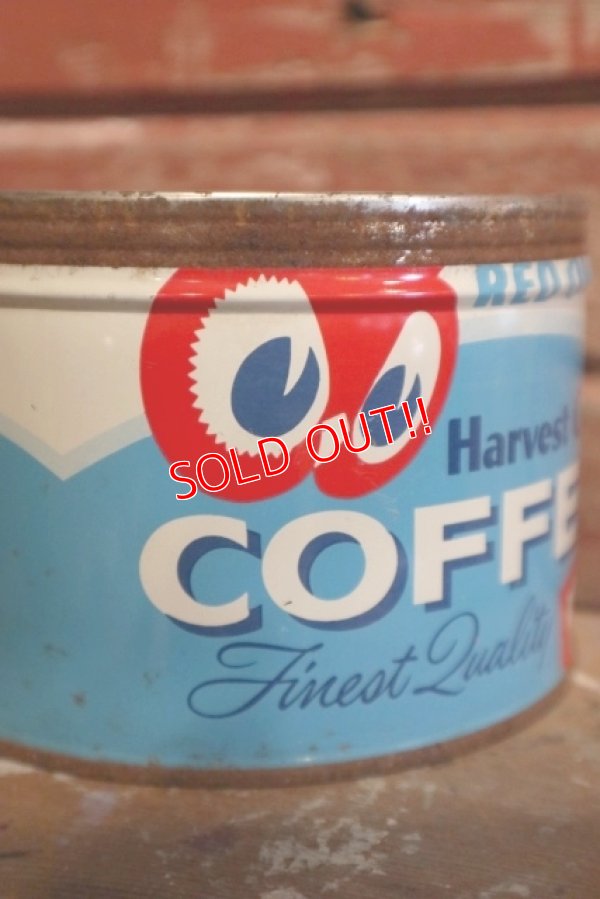 RED
Harvest
SOLD OUT!!
COFFE
Finest Quality